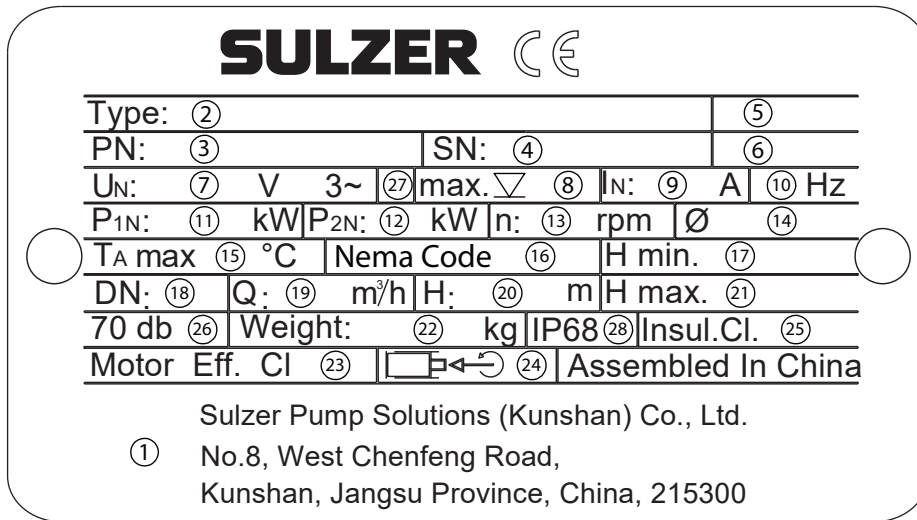 SULZER CE
Type: ② ⑤
PN: ③ SN: ④ ⑥
UN: ⑦ V 3~ ㉗ max. ⑧ IN: ⑨ A ⑩ Hz
P1N: ⑪ kW P2N: ⑫ kW n: ⑬ rpm Ø ⑭
TA max ⑮ °C Nema Code ⑯ H min. ⑰
DN: ⑱ Q: ⑲ m³/h H: ⑳ m H max. ㉑
70 db ㉖ Weight: ㉒ kg IP68 ㉘ Insul.Cl. ㉕
Motor Eff. Cl ㉓ ㉔ Assembled In China
Sulzer Pump Solutions (Kunshan) Co., Ltd.
① No.8, West Chenfeng Road,
Kunshan, Jangsu Province, China, 215300